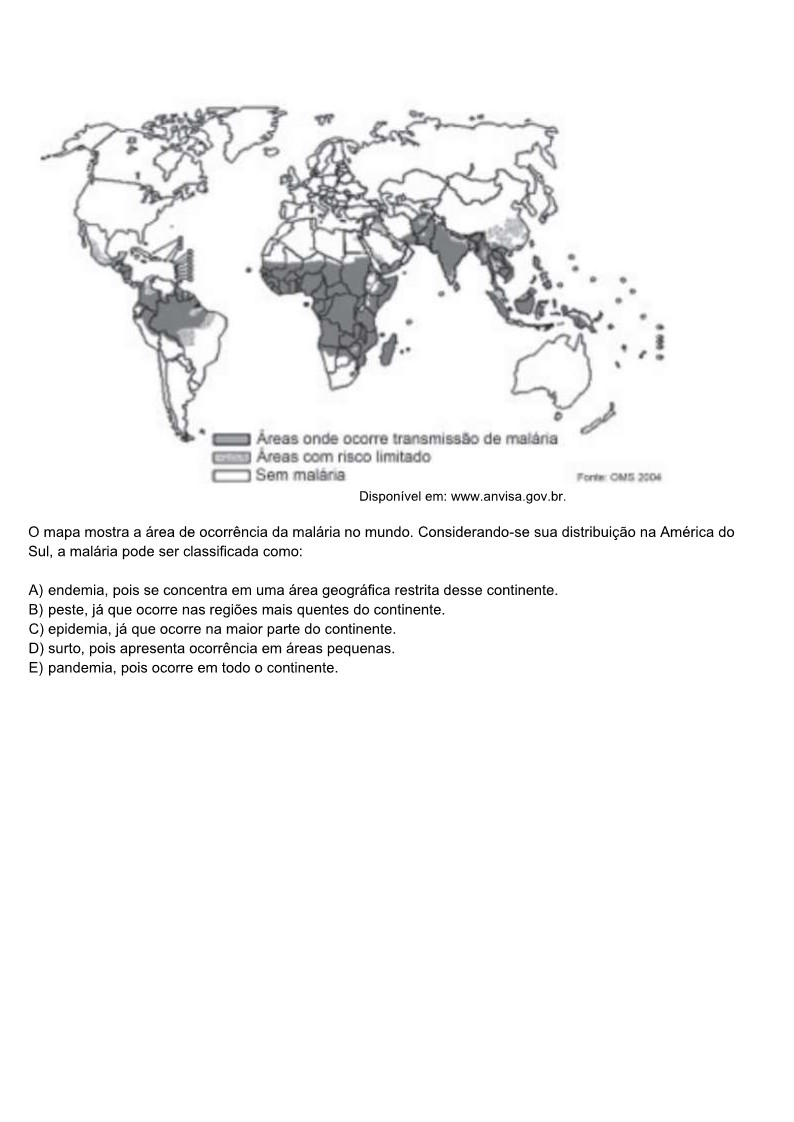 Áreas onde ocorre transmissão de malária
Áreas com risco limitado
Sem malária
Fonte: OMS 2004
Disponível em: www.anvisa.gov.br.
O mapa mostra a área de ocorrência da malária no mundo. Considerando-se sua distribuição na América do
Sul, a malária pode ser classificada como:
A) endemia, pois se concentra em uma área geográfica restrita desse continente.
B) peste, já que ocorre nas regiões mais quentes do continente.
C) epidemia, já que ocorre na maior parte do continente.
D) surto, pois apresenta ocorrência em áreas pequenas.
E) pandemia, pois ocorre em todo o continente.